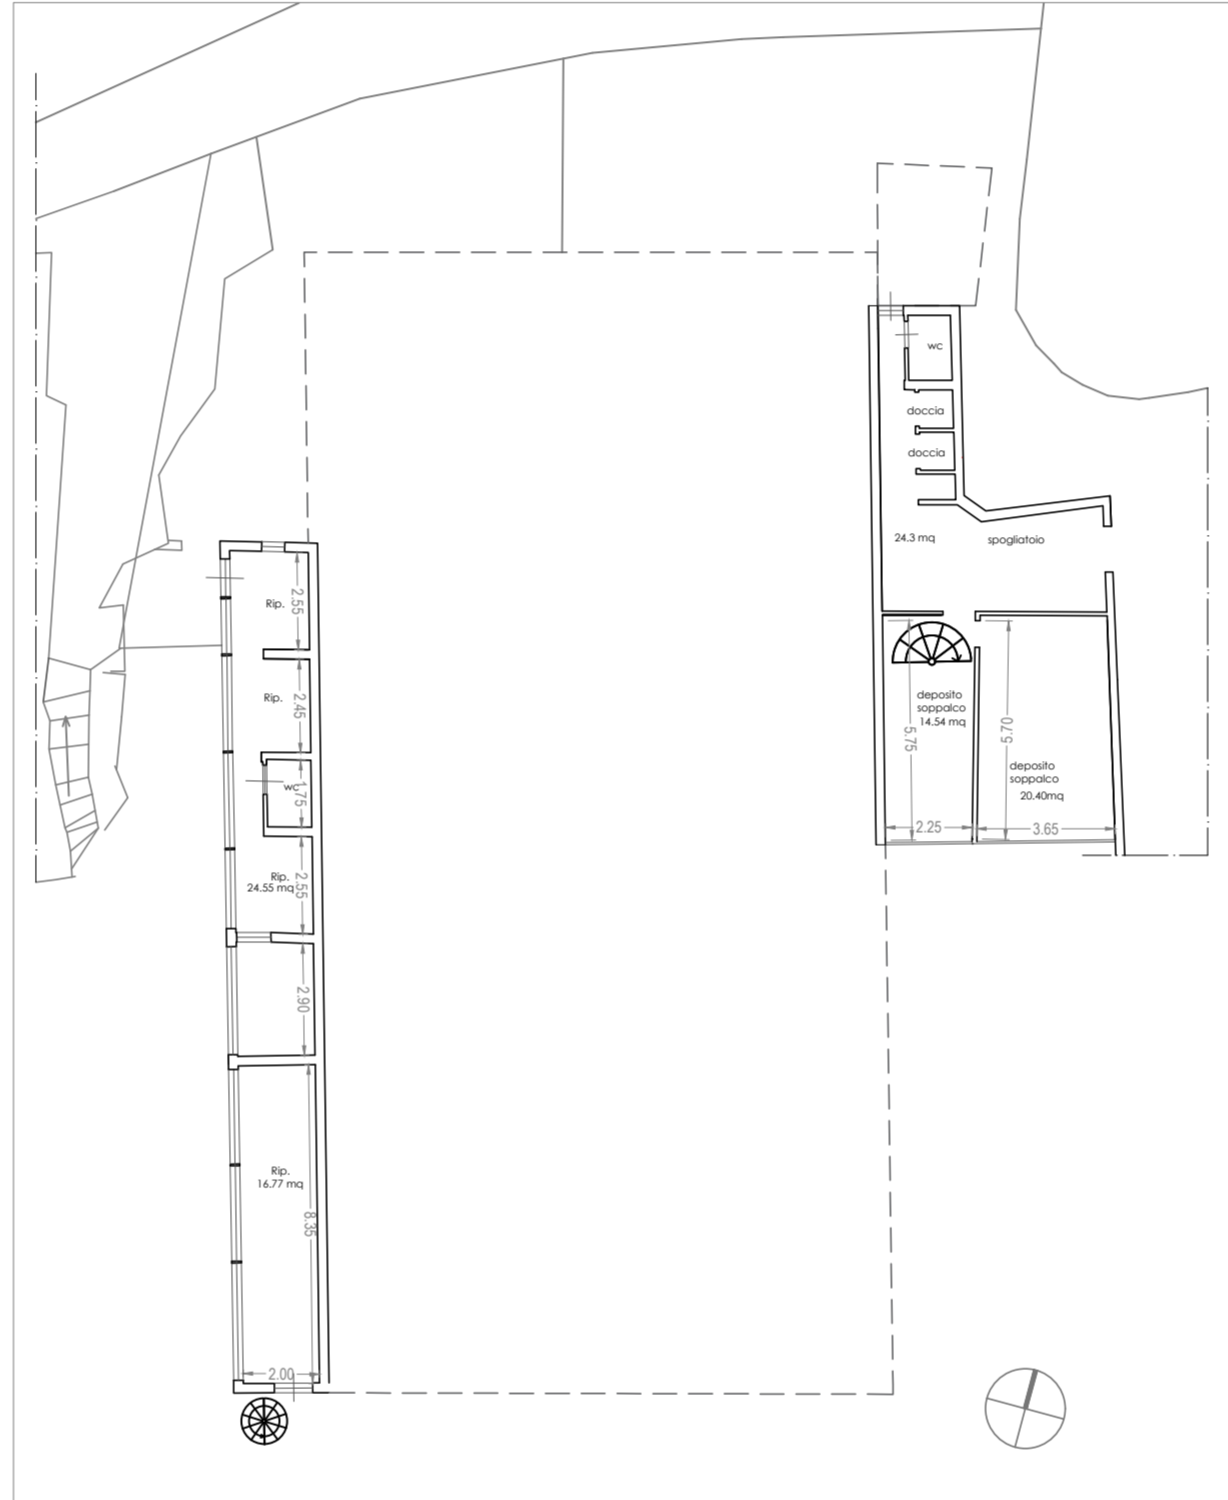 wc
doccia
doccia
24.3 mq
spogliatoio
Rip.
2.55
Rip.
2.45
wc
1.75
Rip.
24.55 mq
2.55
2.90
Rip.
16.77 mq
8.35
2.00
deposito
soppalco
14.54 mq
5.75
2.25
5.70
deposito
soppalco
20.40mq
3.65